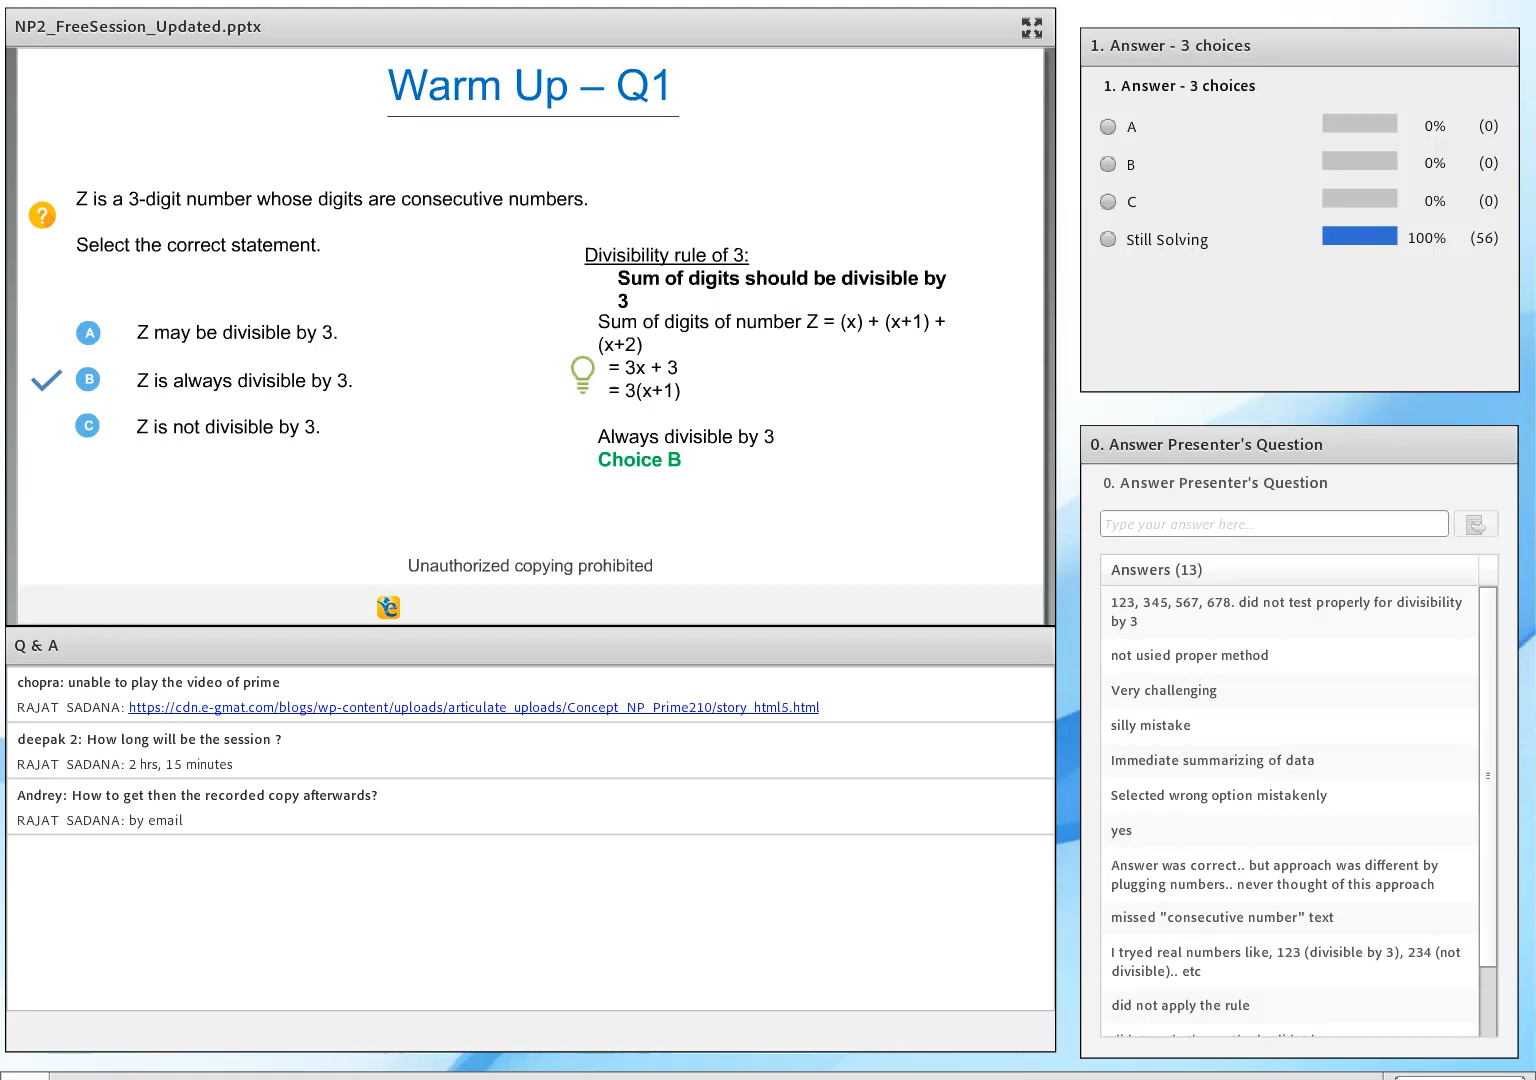 NP2_FreeSession_Updated.pptx
Warm Up – Q1
Z is a 3-digit number whose digits are consecutive numbers.
?
Select the correct statement.
A Z may be divisible by 3.
B Z is always divisible by 3.
C Z is not divisible by 3.
Divisibility rule of 3:
Sum of digits should be divisible by
3
Sum of digits of number Z = (x) + (x+1) +
(x+2)
= 3x + 3
= 3(x+1)
Always divisible by 3
Choice B
Unauthorized copying prohibited
e
Q & A
chopra: unable to play the video of prime
RAJAT SADANA: https://cdn.e-gmat.com/blogs/wp-content/uploads/articulate_uploads/Concept_NP_Prime210/story_html5.html
deepak 2: How long will be the session ?
RAJAT SADANA: 2 hrs, 15 minutes
Andrey: How to get then the recorded copy afterwards?
RAJAT SADANA: by email
1. Answer - 3 choices
1. Answer - 3 choices
A 0% (0)
B 0% (0)
C 0% (0)
Still Solving 100% (56)
0. Answer Presenter's Question
0. Answer Presenter's Question
Type your answer here...
Answers (13)
123, 345, 567, 678. did not test properly for divisibility
by 3
not usied proper method
Very challenging
silly mistake
Immediate summarizing of data
Selected wrong option mistakenly
yes
Answer was correct.. but approach was different by
plugging numbers.. never thought of this approach
missed "consecutive number" text
I tryed real numbers like, 123 (divisible by 3), 234 (not
divisible).. etc
did not apply the rule